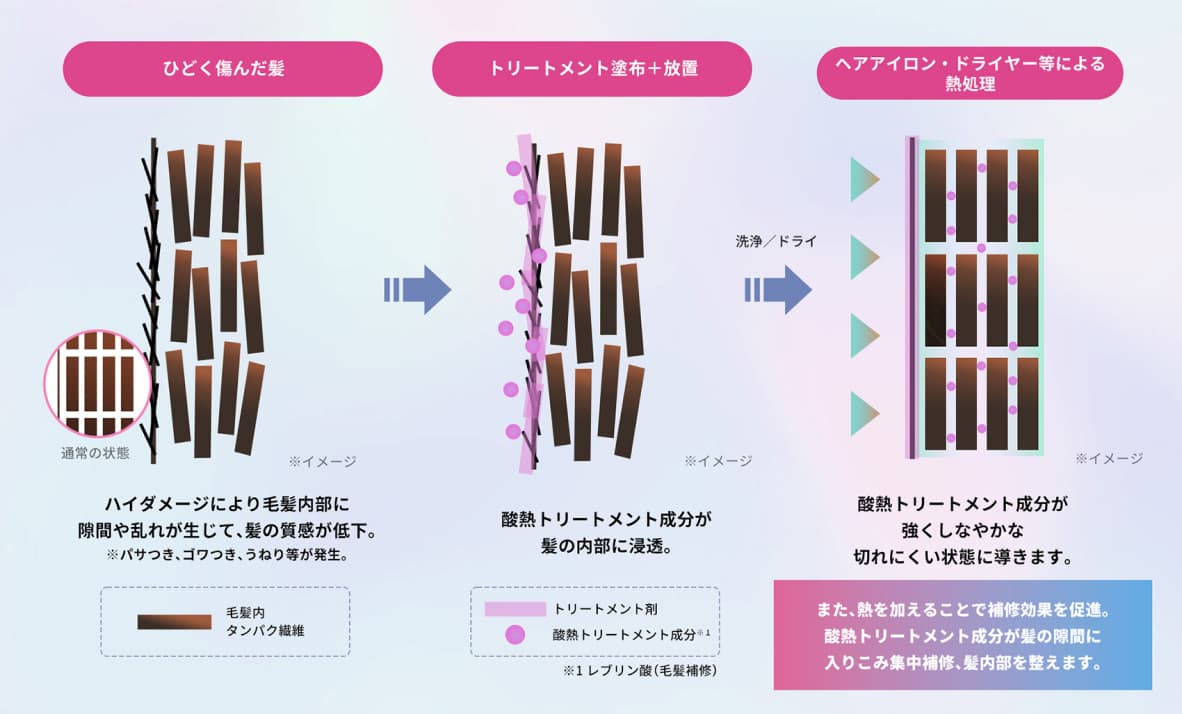 ひどく傷んだ髪
トリートメント塗布＋放置
ヘアアイロン・ドライヤー等による
熱処理
洗浄／ドライ
通常の状態
※イメージ
※イメージ
※イメージ
ハイダメージにより毛髪内部に
隙間や乱れが生じて、髪の質感が低下。
※パサつき、ゴワつき、うねり等が発生。
毛髪内
タンパク繊維
酸熱トリートメント成分が
髪の内部に浸透。
トリートメント剤
酸熱トリートメント成分※1
※1 レブリン酸（毛髪補修）
酸熱トリートメント成分が
強くしなやかな
切れにくい状態に導きます。
また、熱を加えることで補修効果を促進。
酸熱トリートメント成分が髪の隙間に
入りこみ集中補修、髪内部を整えます。